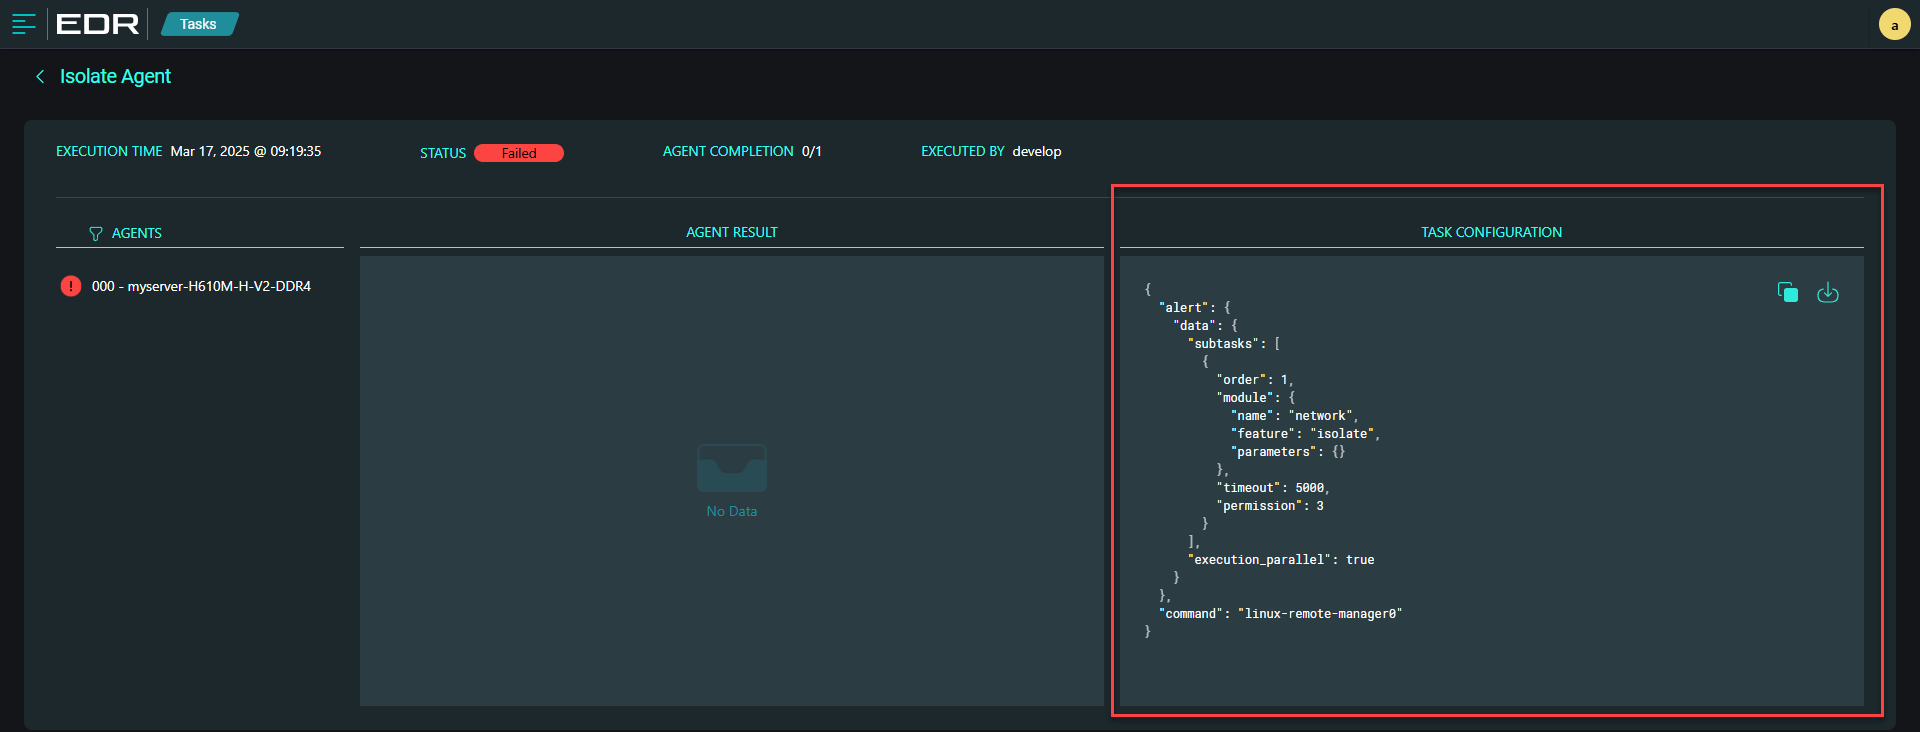 EDR
Tasks
a
Isolate Agent
EXECUTION TIME Mar 17, 2025 @ 09:19:35
STATUS Failed
AGENT COMPLETION 0/1
EXECUTED BY develop
AGENTS
AGENT RESULT
TASK CONFIGURATION
000 - myserver-H610M-H-V2-DDR4
No Data
{
  "alert": {
    "data": {
      "subtasks": [
        {
          "order": 1,
          "module": {
            "name": "network",
            "feature": "isolate",
            "parameters": {}
          },
          "timeout": 5000,
          "permission": 3
        }
      ],
      "execution_parallel": true
    }
  },
  "command": "linux-remote-manager0"
}